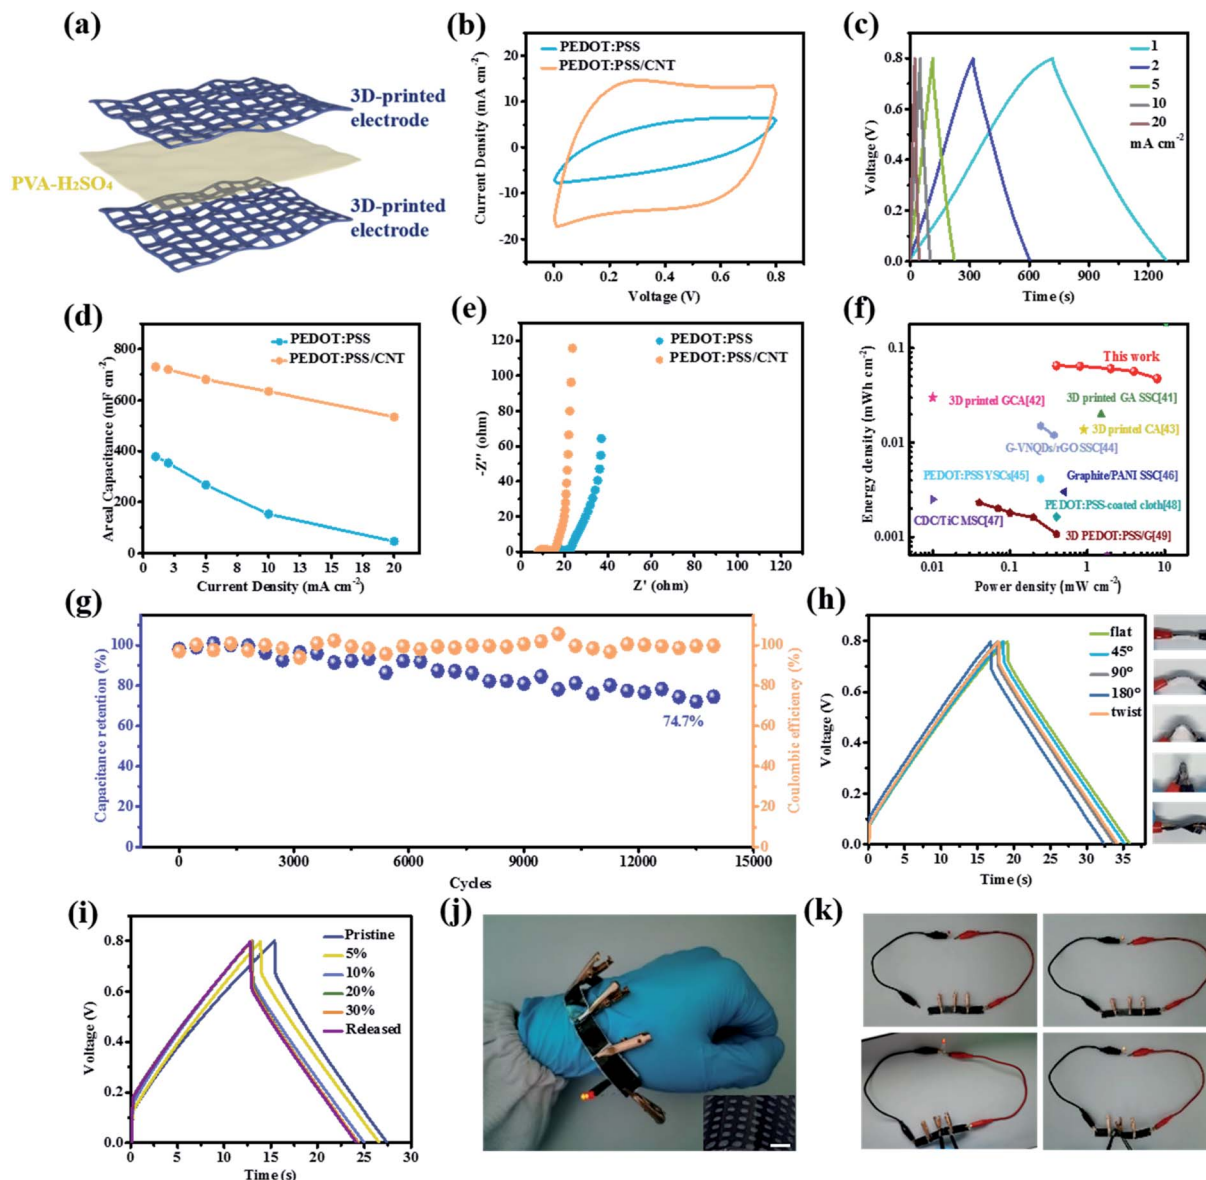 (a)
3D-printed
electrode
PVA-H₂SO₄
3D-printed
electrode
(b)
PEDOT:PSS
PEDOT:PSS/CNT
Current Density (mA cm⁻²)
20
10
0
-10
-20
0.0
0.2
0.4
0.6
0.8
Voltage (V)
(c)
1
2
5
10
20
mA cm⁻²
Voltage (V)
0.8
0.6
0.4
0.2
0.0
0
300
600
900
1200
Time (s)
(d)
PEDOT:PSS
PEDOT:PSS/CNT
Areal Capacitance (mF cm⁻²)
800
600
400
200
0
3
5
8
10
13
15
18
20
Current Density (mA cm⁻²)
(e)
PEDOT:PSS
PEDOT:PSS/CNT
-Z'' (ohm)
120
100
80
60
40
20
0
0
20
40
60
80
100
120
Z' (ohm)
(f)
This work
3D printed GCA[42]
3D printed GA SSC[41]
3D printed CA[43]
G-VNQDs/rGO SSC[44]
PEDOT:PSS YSCs[45]
Graphite/PANI SSC[46]
CDC/TiC MSC[47]
PEDOT:PSS-coated cloth[48]
3D PEDOT:PSS/G[49]
Energy density (mWh cm⁻²)
0.1
0.01
0.001
0.01
0.1
1
10
Power density (mW cm⁻²)
(g)
Capacitance retention (%)
100
80
60
40
20
0
74.7%
100
80
60
40
20
0
Coulombic efficiency (%)
0
3000
6000
9000
12000
15000
Cycles
(h)
flat
45°
90°
180°
twist
Voltage (V)
0.8
0.6
0.4
0.2
0.0
0
5
10
15
20
25
30
35
Time (s)
(i)
Pristine
5%
10%
20%
30%
Released
Voltage (V)
0.8
0.6
0.4
0.2
0.0
0
5
10
15
20
25
30
Time (s)
(j)
(k)